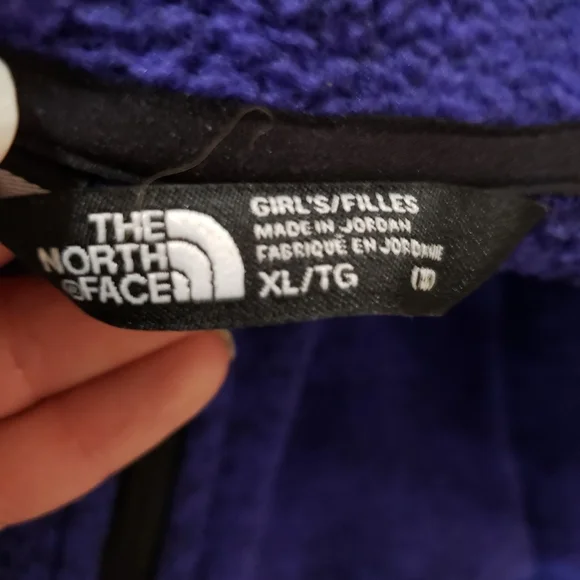 THE
NORTH
FACE
GIRL'S/FILLES
MADE IN JORDAN
FABRIQUÉ EN JORDANIE
XL/TG